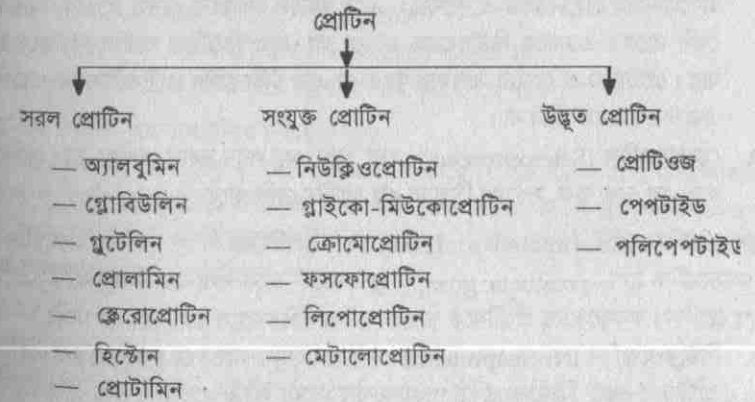 প্রোটিন
সরল প্রোটিন সংযুক্ত প্রোটিন উদ্ভূত প্রোটিন
— অ্যালবুমিন — নিউক্লিওপ্রোটিন — প্রোটিওজ
— গ্লোবিউলিন — গ্লাইকো-মিউকোপ্রোটিন — পেপটাইড
— গ্লুটেলিন — ক্রোমোপ্রোটিন — পলিপেপটাইড
— প্রোলামিন — ফসফোপ্রোটিন
— স্ক্লেরোপ্রোটিন — লিপোপ্রোটিন
— হিস্টোন — মেটালোপ্রোটিন
— প্রোটামিন